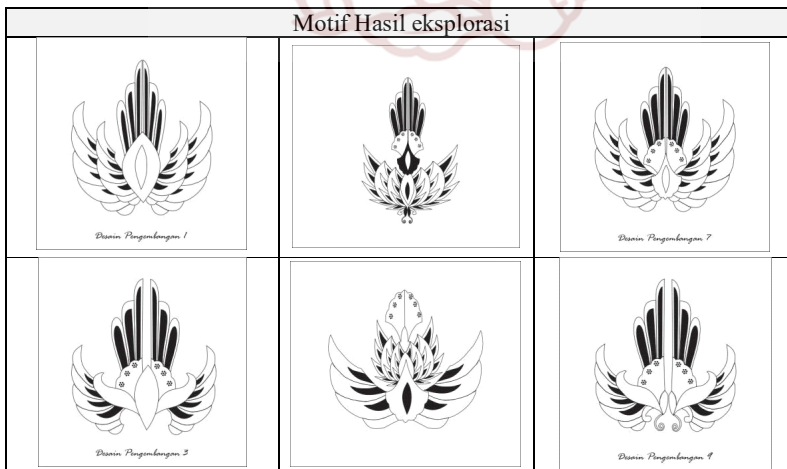 Motif Hasil eksplorasi
Desain Pengembangan 1
Desain Pengembangan 7
Desain Pengembangan 3
Desain Pengembangan 9